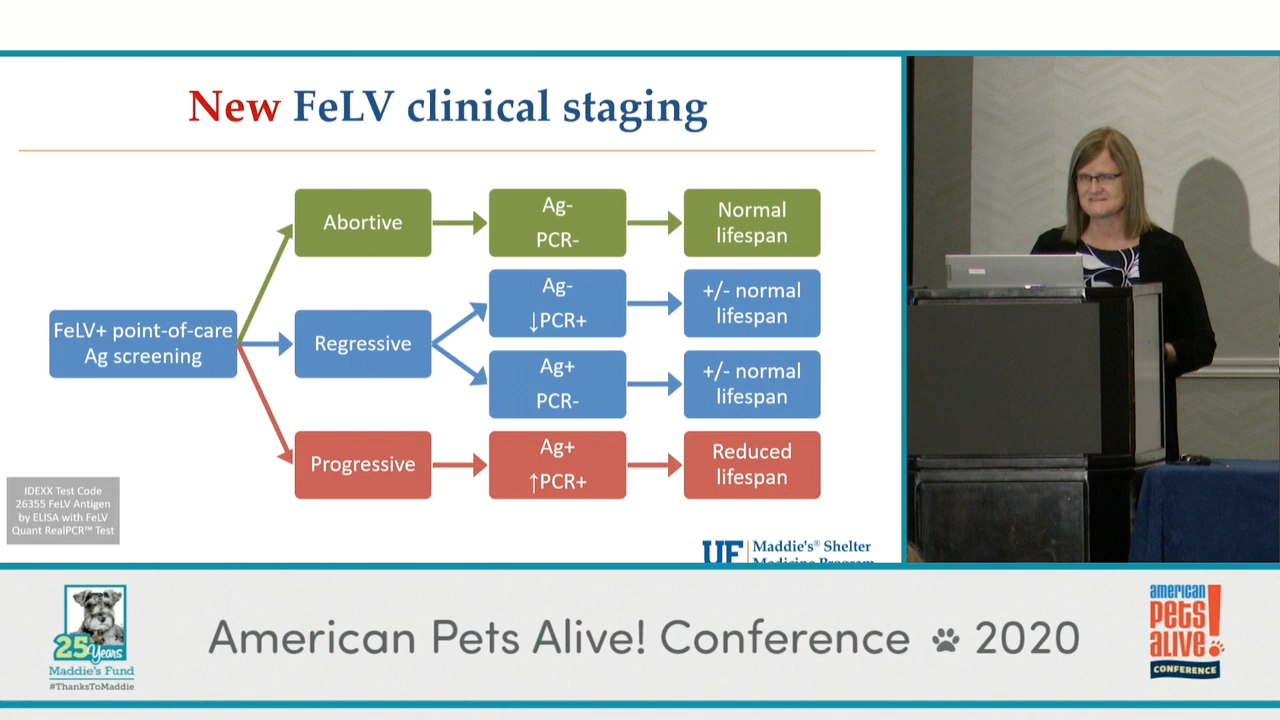 New FeLV clinical staging
FeLV+ point-of-care
Ag screening
Abortive
Ag-
PCR-
Normal
lifespan
Regressive
Ag-
↓PCR+
+/- normal
lifespan
Ag+
PCR-
+/- normal
lifespan
Progressive
Ag+
↑PCR+
Reduced
lifespan
IDEXX Test Code
26355 FeLV Antigen
by ELISA with FeLV
Quant RealPCR™ Test
UF Maddie's® Shelter
Medicine Program
25 Years
Maddie's Fund
#ThanksToMaddie
American Pets Alive! Conference 2020
american
PETS
ALIVE!
CONFERENCE